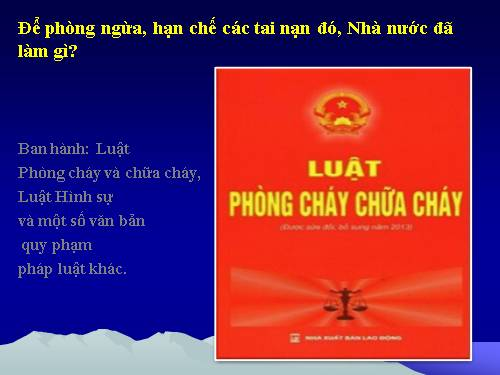 Để phòng ngừa, hạn chế các tai nạn đó, Nhà nước đã
làm gì?
Ban hành: Luật
Phòng cháy và chữa cháy,
Luật Hình sự
và một số văn bản
quy phạm
pháp luật khác.
LUẬT
PHÒNG CHÁY CHỮA CHÁY
(Được sửa đổi, bổ sung năm 2013)
NHÀ XUẤT BẢN LAO ĐỘNG